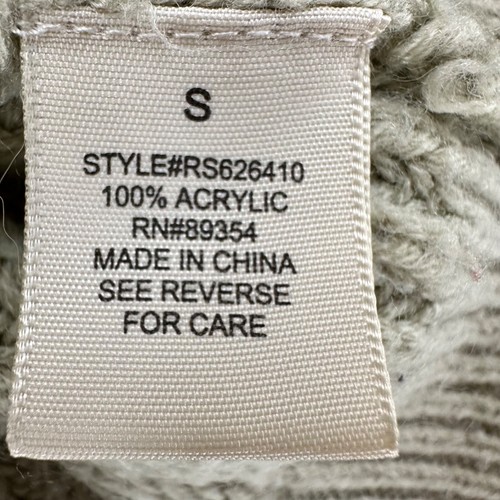 S
STYLE#RS626410
100% ACRYLIC
RN#89354
MADE IN CHINA
SEE REVERSE
FOR CARE